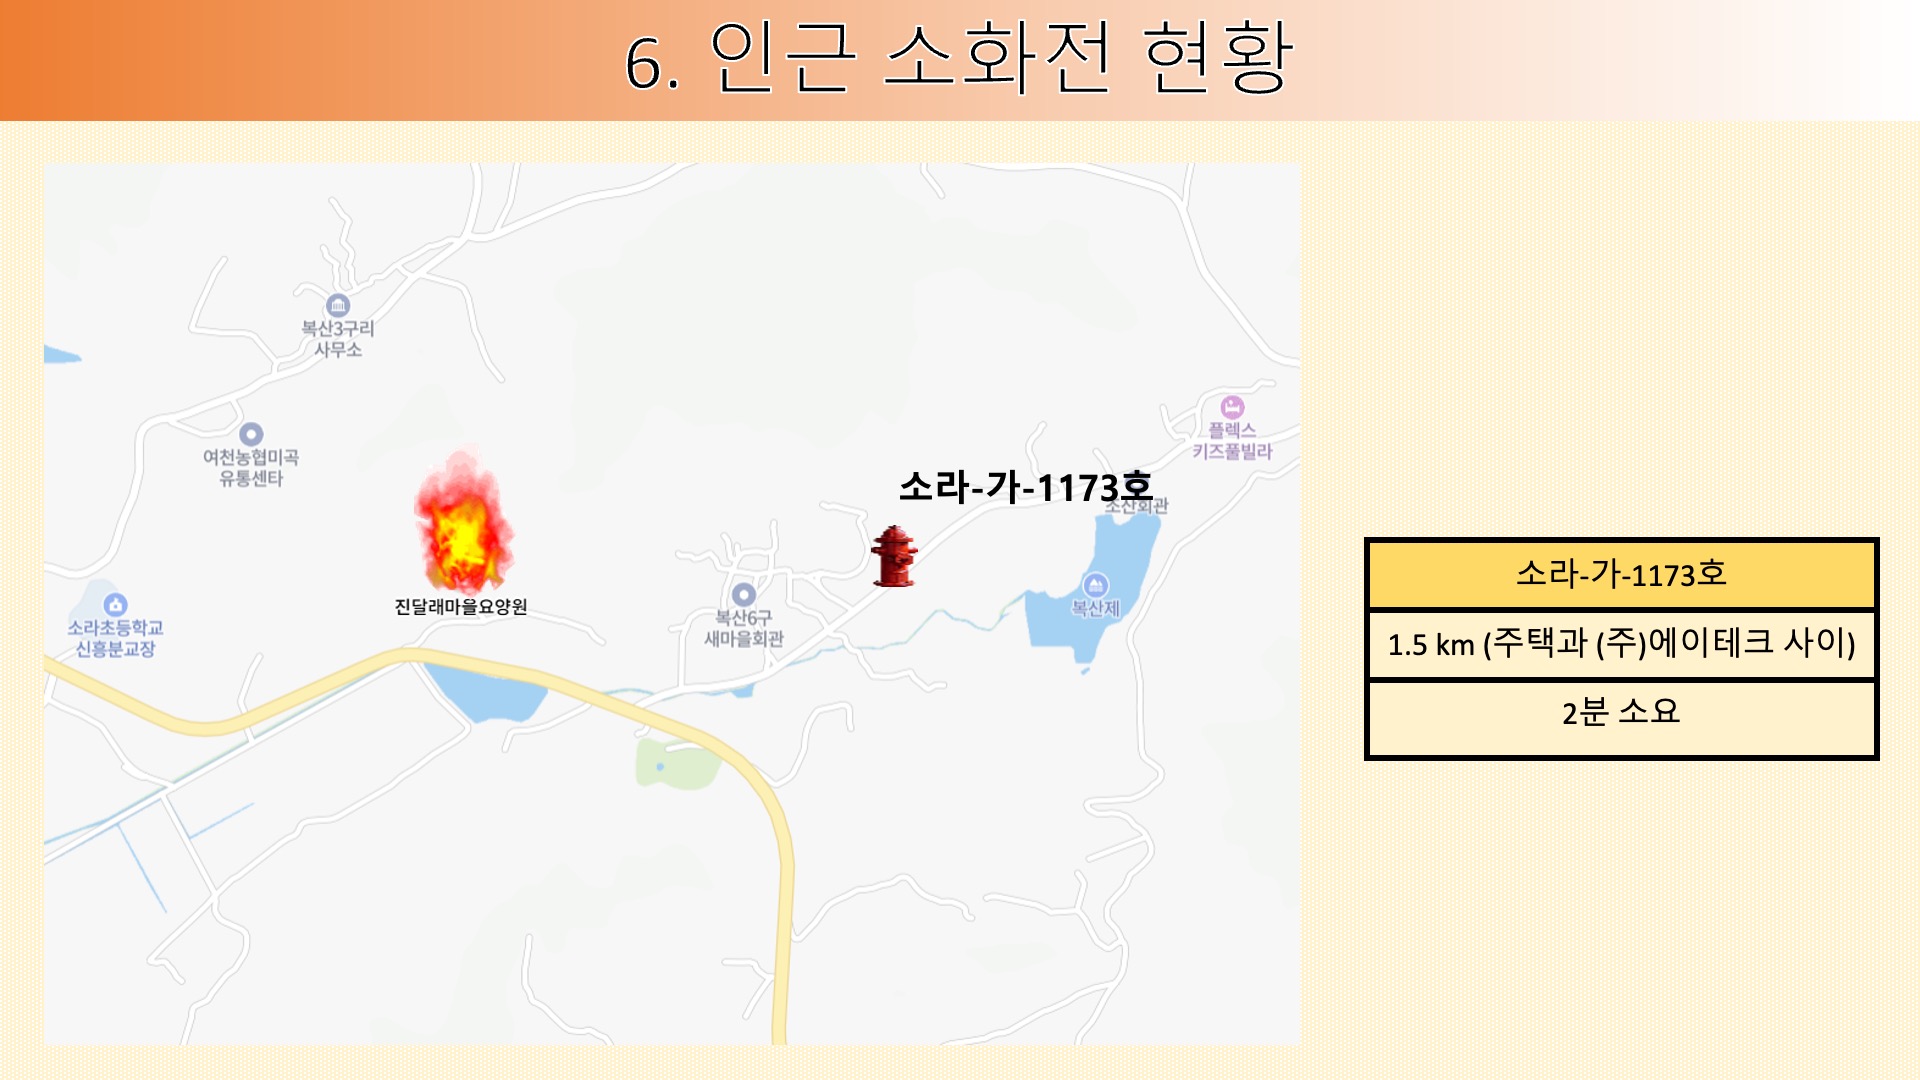 6. 인근 소화전 현황
복산3구리
사무소
여천농협미곡
유통센타
플렉스
키즈풀빌라
소라-가-1173호
조산회관
진달래마을요양원
소라초등학교
신흥분교장
복산6구
새마을회관
복산제
소라-가-1173호
1.5 km (주택과 (주)에이테크 사이)
2분 소요